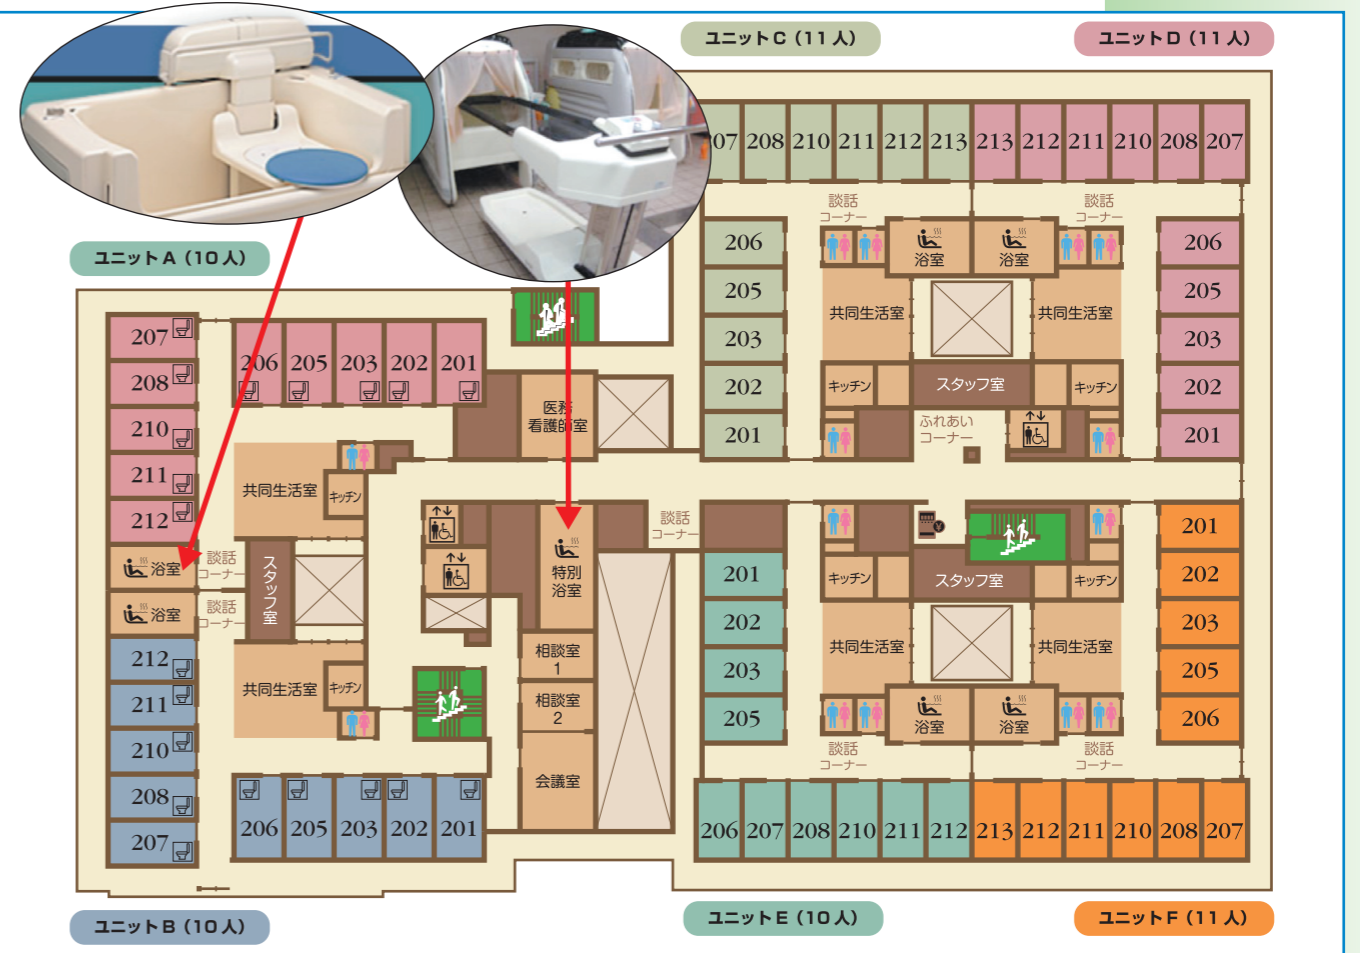 ユニットC（11人）
ユニットD（11人）
07 208 210 211 212 213 213 212 211 210 208 207
談話
コーナー
談話
コーナー
206
浴室
浴室
206
ユニットA（10人）
205
共同生活室
共同生活室
205
203
203
202
キッチン
スタッフ室
キッチン
202
201
ふれあい
コーナー
201
207
206 205 203 202 201
208
医務
看護師室
210
211
共同生活室
キッチン
212
浴室
談話
コーナー
スタッフ室
浴室
談話
コーナー
特別
浴室
談話
コーナー
相談室
1
相談室
2
会議室
212
211
共同生活室
キッチン
210
208
207
206 205 203 202 201
201
201
キッチン
スタッフ室
キッチン
202
202
203
共同生活室
共同生活室
203
205
205
浴室
浴室
206
談話
コーナー
談話
コーナー
206 207 208 210 211 212 213 212 211 210 208 207
ユニットB（10人）
ユニットE（10人）
ユニットF（11人）